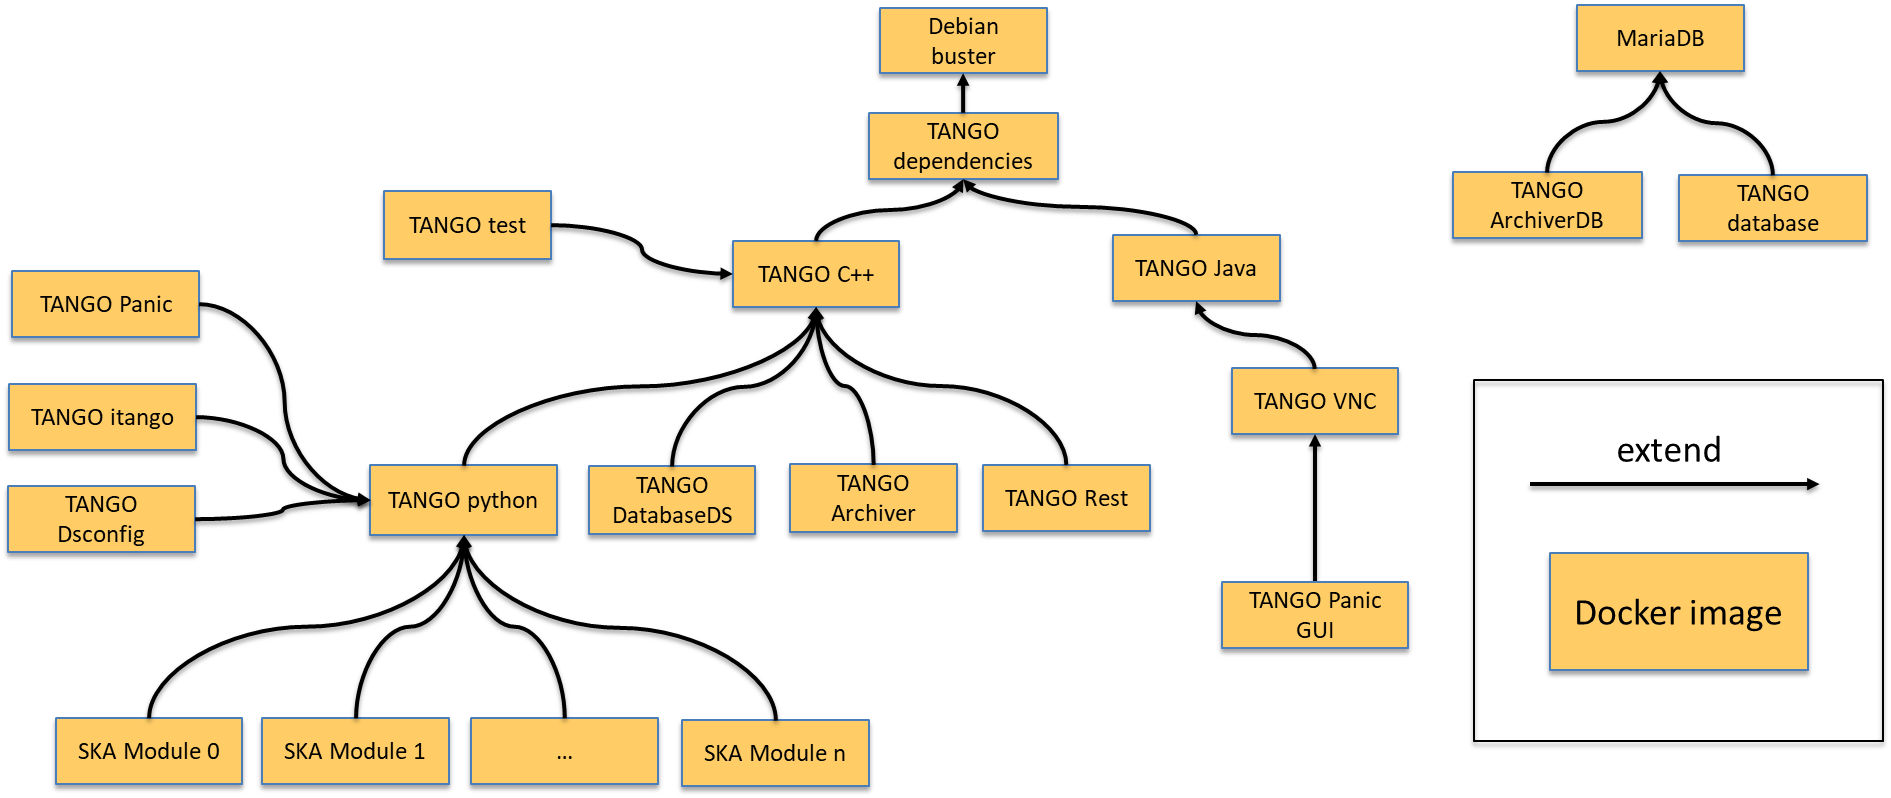 Debian
buster
MariaDB
TANGO
dependencies
TANGO
ArchiverDB
TANGO
database
TANGO test
TANGO C++
TANGO Java
TANGO Panic
TANGO itango
TANGO VNC
TANGO
Dsconfig
TANGO python
TANGO
DatabaseDS
TANGO
Archiver
TANGO Rest
extend
TANGO Panic
GUI
Docker image
SKA Module 0
SKA Module 1
...
SKA Module n